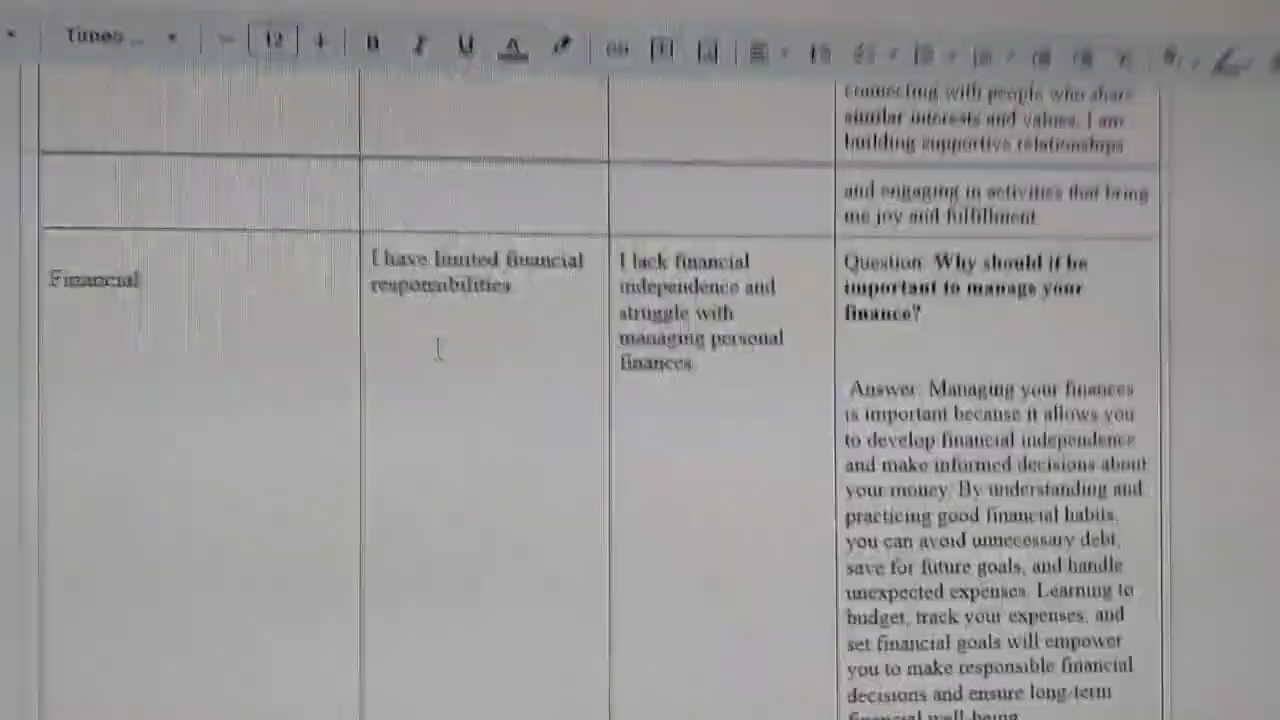 Times ...
12
B I U A
connecting with people who share
similar interests and values. I am
building supportive relationships
and engaging in activities that bring
me joy and fulfillment.
Financial
I have limited financial
responsibilities
I lack financial
independence and
struggle with
managing personal
finances.
Question: Why should it be
important to manage your
finance?
Answer: Managing your finances
is important because it allows you
to develop financial independence
and make informed decisions about
your money. By understanding and
practicing good financial habits,
you can avoid unnecessary debt,
save for future goals, and handle
unexpected expenses. Learning to
budget, track your expenses, and
set financial goals will empower
you to make responsible financial
decisions and ensure long-term
financial well-being.